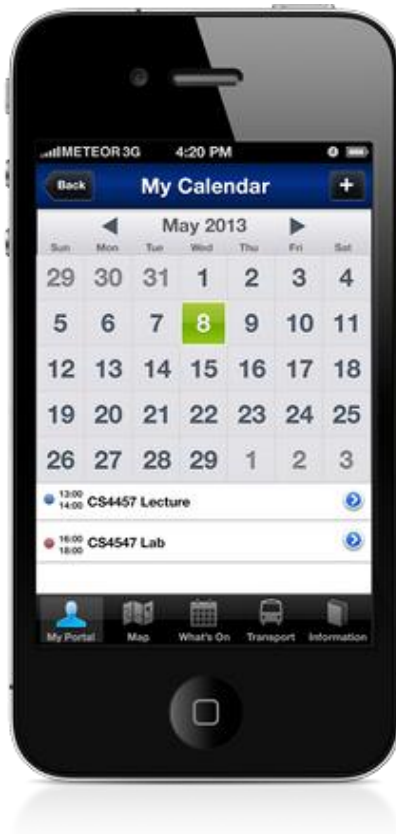 METEOR 3G 4:20 PM
Back My Calendar +
May 2013
Sun Mon Tue Wed Thu Fri Sat
29 30 31 1 2 3 4
5 6 7 8 9 10 11
12 13 14 15 16 17 18
19 20 21 22 23 24 25
26 27 28 29 1 2 3
13:00
14:00 CS4457 Lecture
16:00
18:00 CS4547 Lab
My Portal Map What's On Transport Information